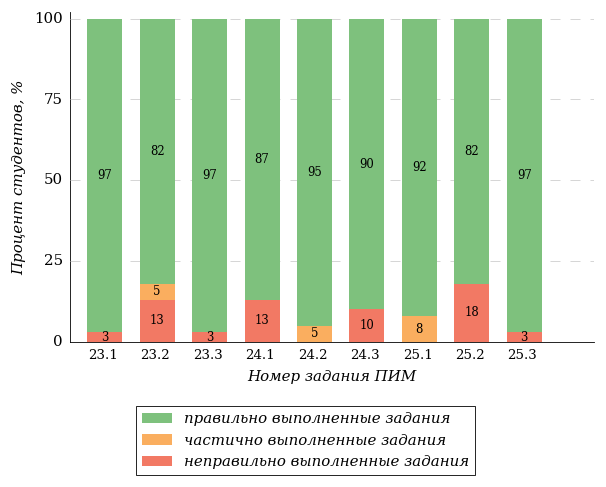 100
97 82 97 87 95 90 92 82 97
75
Процент студентов, %
50
25
5
3 13 3 13 5 10 8 18 3
0
23.1 23.2 23.3 24.1 24.2 24.3 25.1 25.2 25.3
Номер задания ПИМ
правильно выполненные задания
частично выполненные задания
неправильно выполненные задания